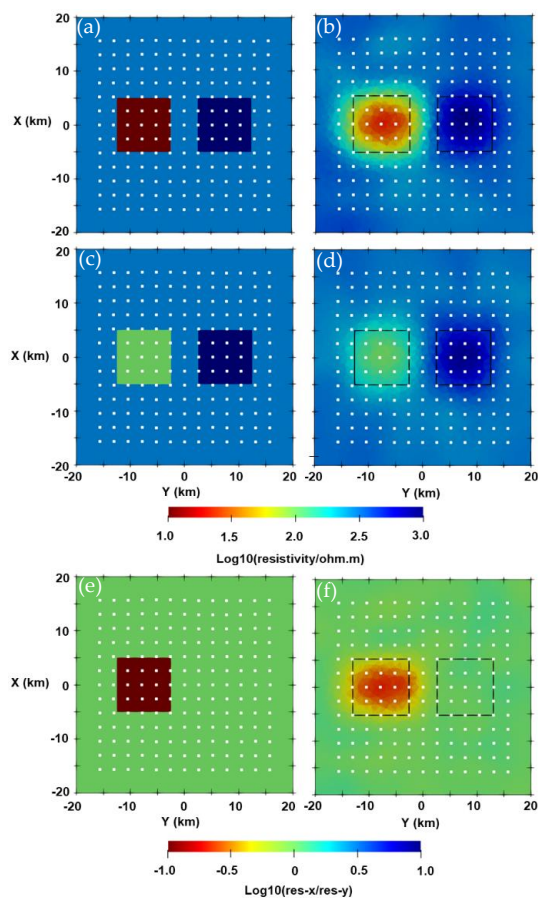 (a) (b)
20
10
X (km) 0
-10
-20
(c) (d)
20
10
X (km) 0
-10
-20
-20 -10 0 10 20 -20 -10 0 10 20
Y (km) Y (km)
1.0 1.5 2.0 2.5 3.0
Log10(resistivity/ohm.m)
(e) (f)
20
10
X (km) 0
-10
-20
-20 -10 0 10 20 -20 -10 0 10 20
Y (km) Y (km)
-1.0 -0.5 0 0.5 1.0
Log10(res-x/res-y)